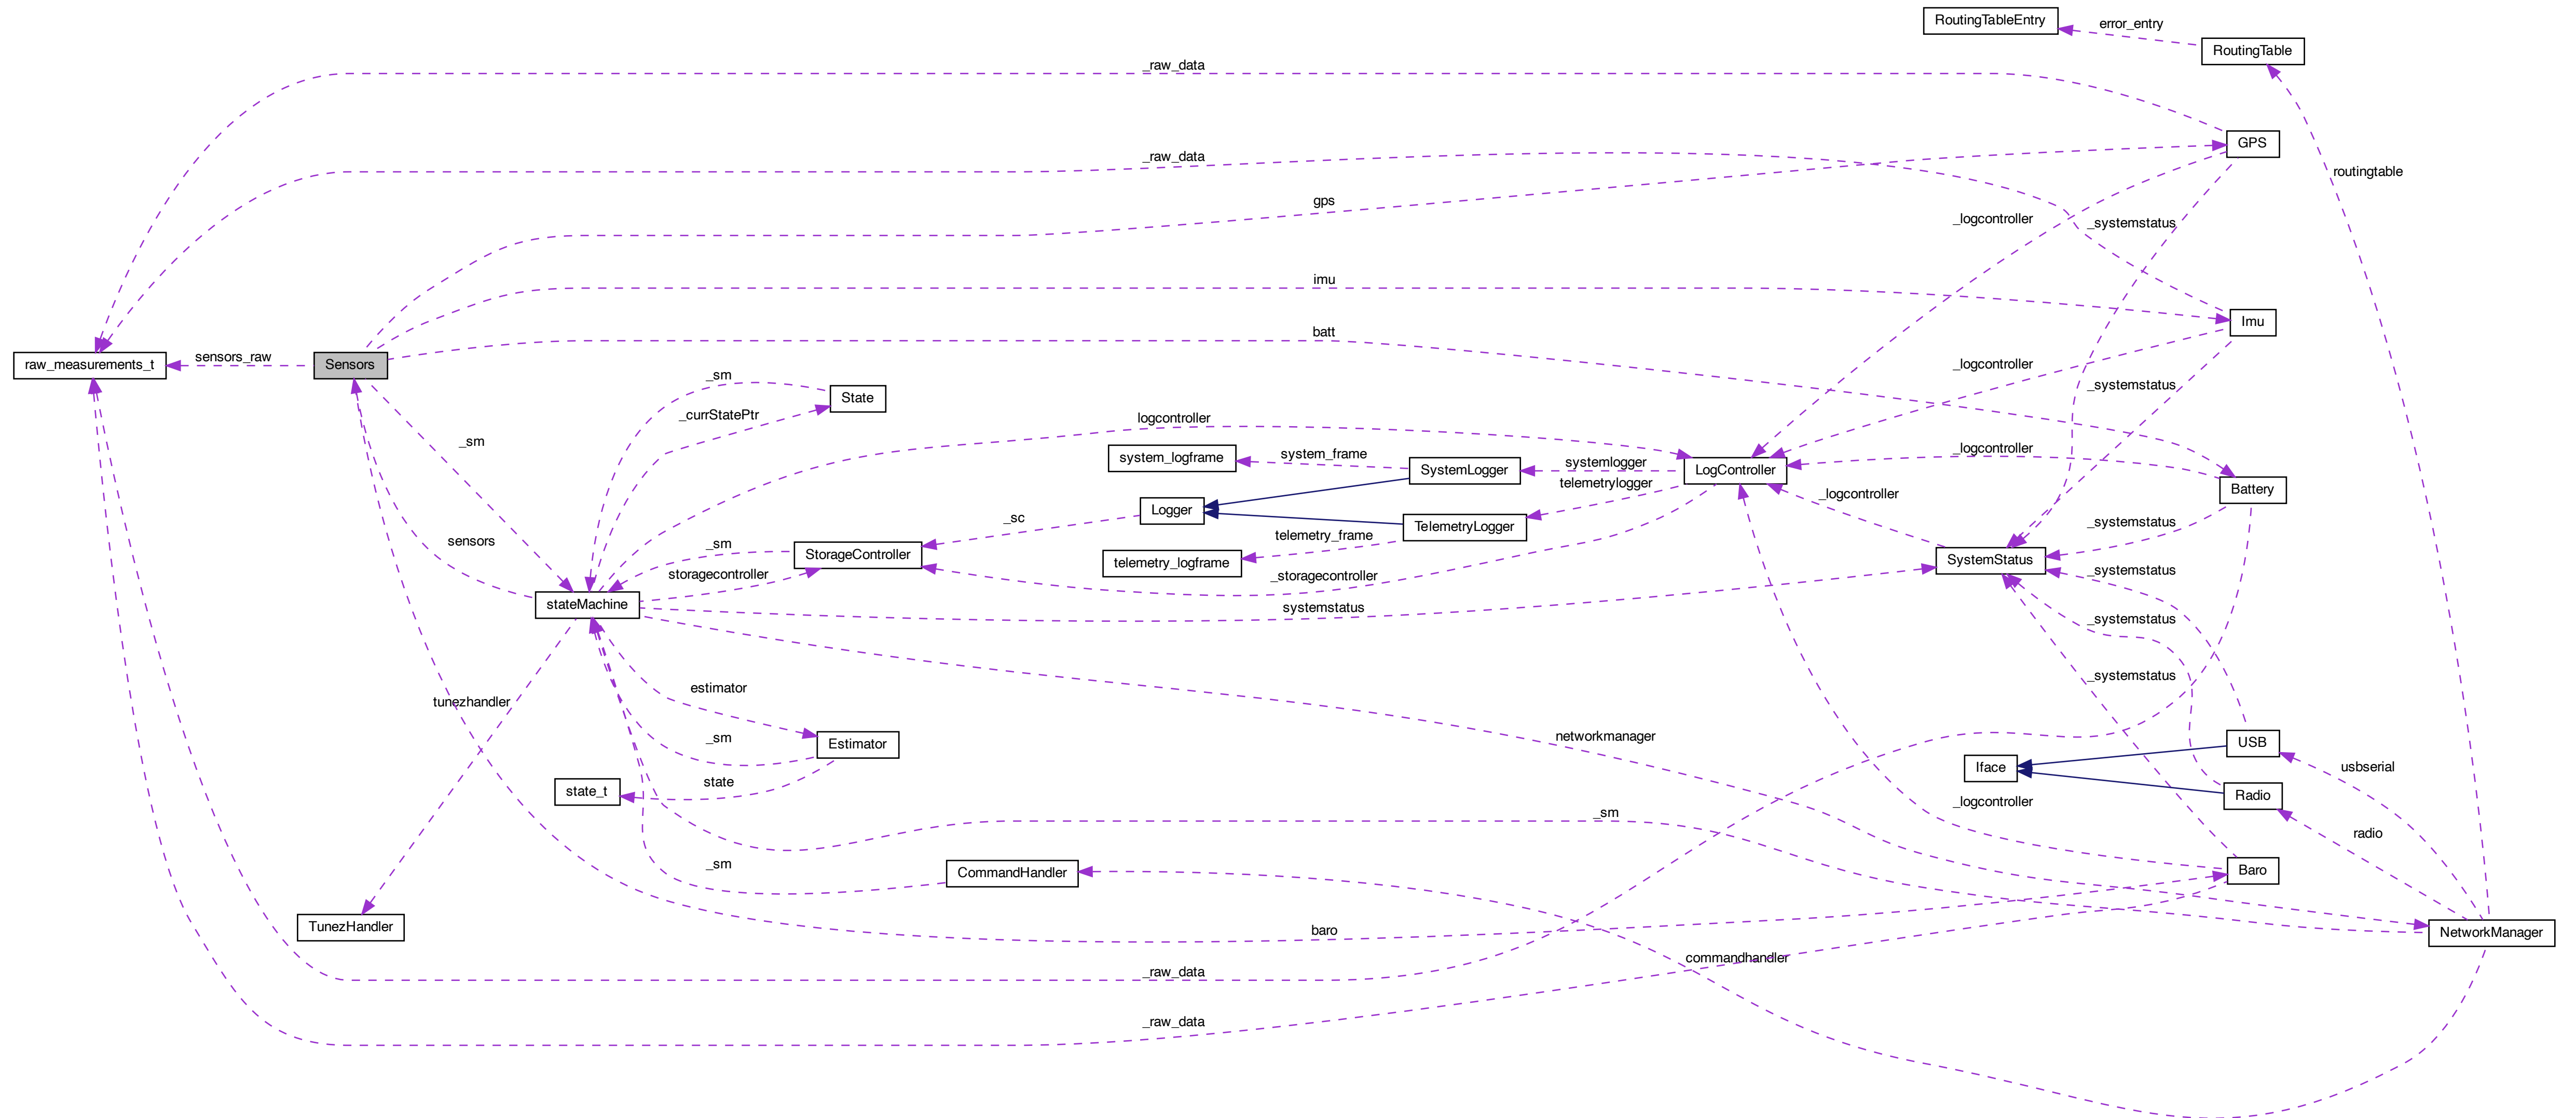 RoutingTableEntry
error_entry
RoutingTable
_raw_data
GPS
_raw_data
routingtable
gps
_logcontroller
_systemstatus
imu
Imu
batt
raw_measurements_t
sensors_raw
Sensors
_logcontroller
_sm
_systemstatus
State
_currStatePtr
logcontroller
_sm
_logcontroller
system_logframe
system_frame
SystemLogger
systemlogger
LogController
telemetrylogger
Battery
_logcontroller
Logger
_sc
TelemetryLogger
_systemstatus
telemetry_frame
sensors
_sm
StorageController
telemetry_logframe
SystemStatus
storagecontroller
_storagecontroller
_systemstatus
stateMachine
systemstatus
_systemstatus
_systemstatus
estimator
tunezhandler
networkmanager
_sm
Estimator
USB
Iface
usbserial
state
state_t
Radio
_logcontroller
_sm
radio
_sm
CommandHandler
Baro
TunezHandler
baro
NetworkManager
commandhandler
_raw_data
_raw_data